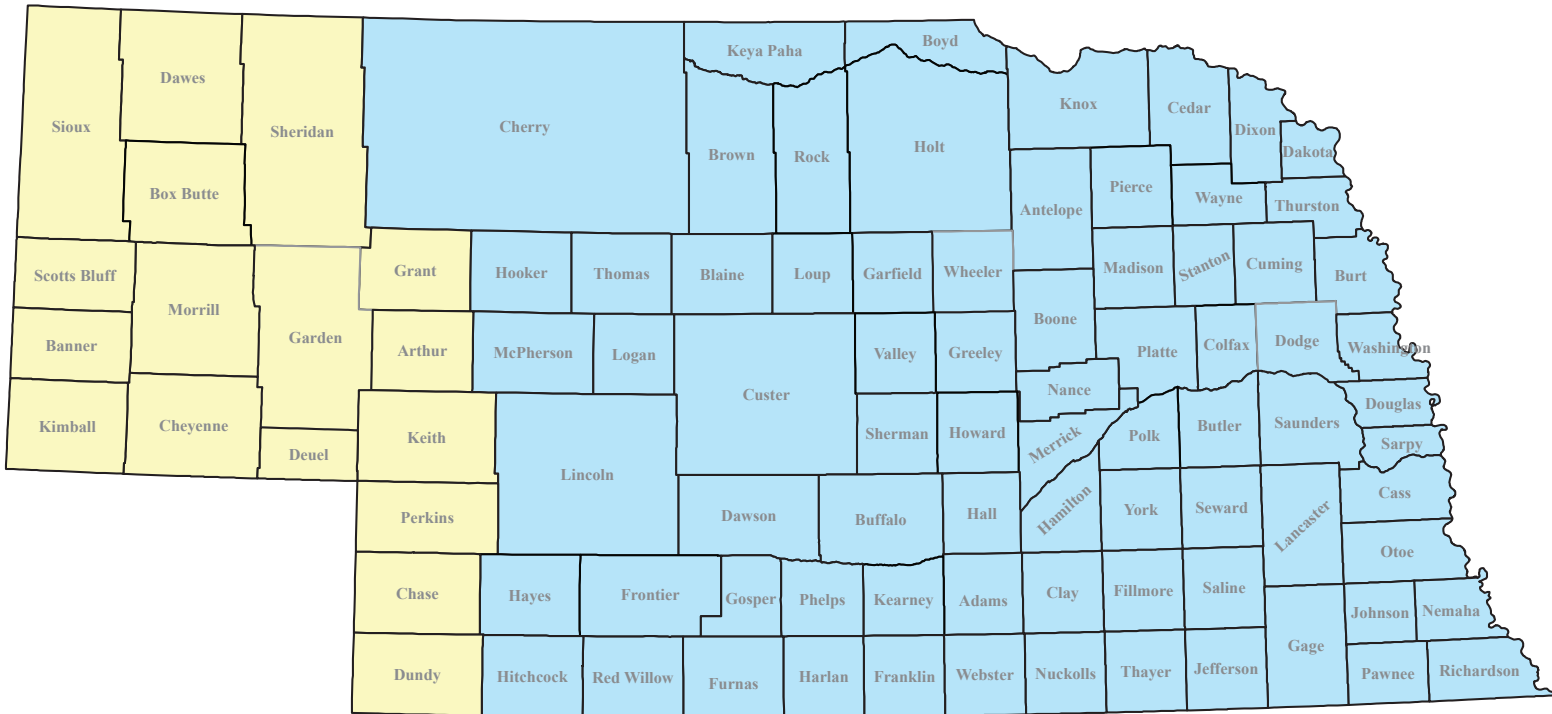 Keya Paha
Boyd
Dawes
Knox
Cedar
Sioux
Sheridan
Cherry
Brown
Rock
Holt
Dixon
Dakota
Box Butte
Pierce
Wayne
Antelope
Thurston
Scotts Bluff
Grant
Hooker
Thomas
Blaine
Loup
Garfield
Wheeler
Madison
Stanton
Cuming
Burt
Morrill
Garden
Boone
Banner
Arthur
McPherson
Logan
Valley
Greeley
Platte
Colfax
Dodge
Washington
Custer
Nance
Douglas
Kimball
Cheyenne
Keith
Sherman
Howard
Merrick
Polk
Butler
Saunders
Sarpy
Deuel
Lincoln
Perkins
Dawson
Buffalo
Hall
Hamilton
York
Seward
Lancaster
Cass
Otoe
Chase
Hayes
Frontier
Gosper
Phelps
Kearney
Adams
Clay
Fillmore
Saline
Johnson
Nemaha
Gage
Dundy
Hitchcock
Red Willow
Furnas
Harlan
Franklin
Webster
Nuckolls
Thayer
Jefferson
Pawnee
Richardson